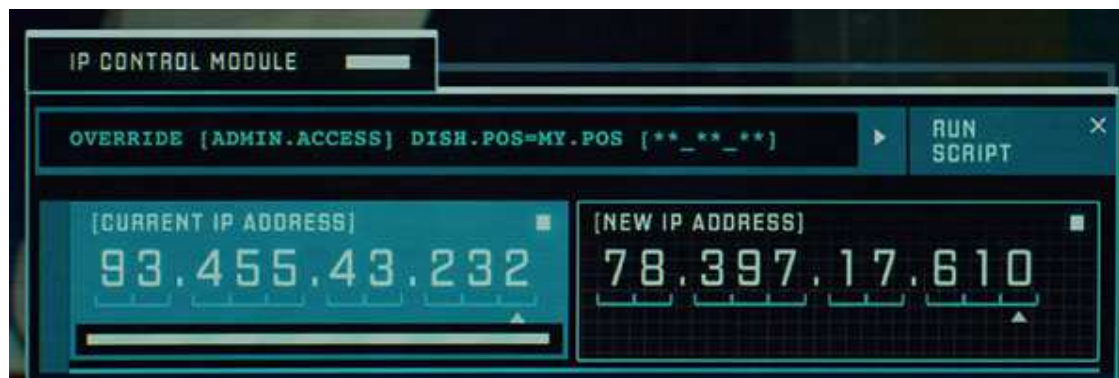 IP CONTROL MODULE
OVERRIDE [ADMIN.ACCESS] DISH.POS=MY.POS [**_**_**]
RUN
SCRIPT
[CURRENT IP ADDRESS]
93.455.43.232
[NEW IP ADDRESS]
78.397.17.610